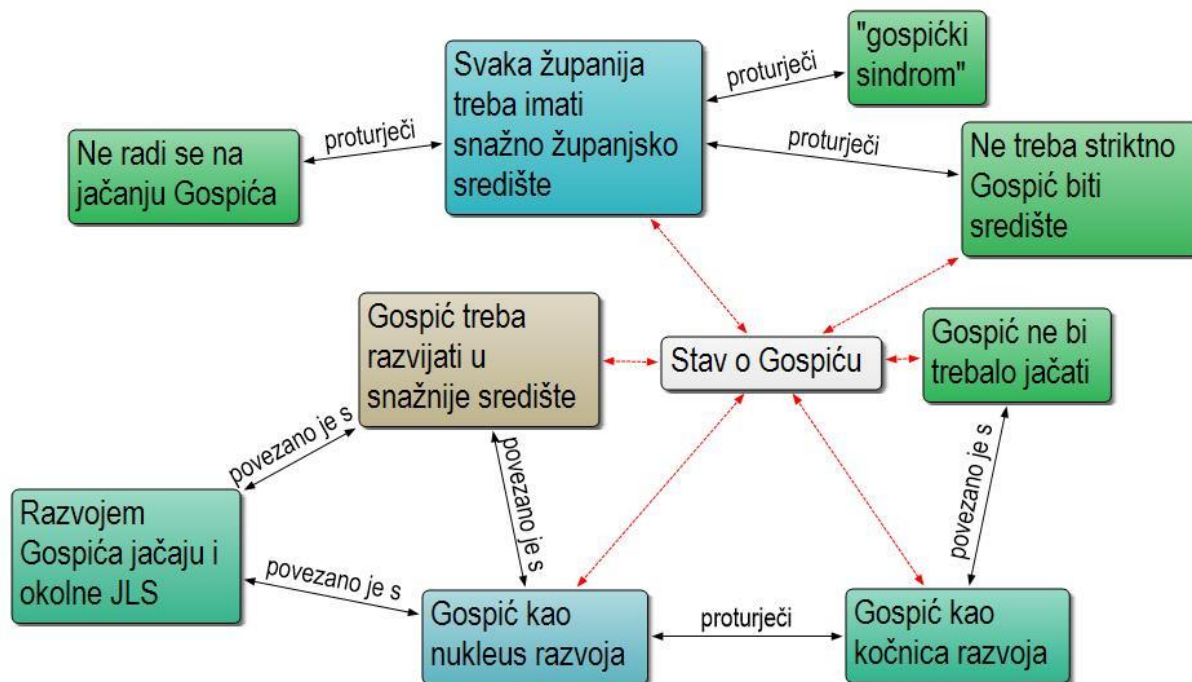 "gospićki
sindrom"
Svaka županija
treba imati
snažno županjsko
središte
proturječi
proturječi
proturječi
Ne radi se na
jačanju Gospića
Ne treba striktno
Gospić biti
središte
Gospić treba
razvijati u
snažnije središte
Stav o Gospiću
Gospić ne bi
trebalo jačati
povezano je s
povezano je s
povezano je s
Razvojem
Gospića jačaju i
okolne JLS
povezano je s
Gospić kao
nukleus razvoja
proturječi
Gospić kao
kočnica razvoja